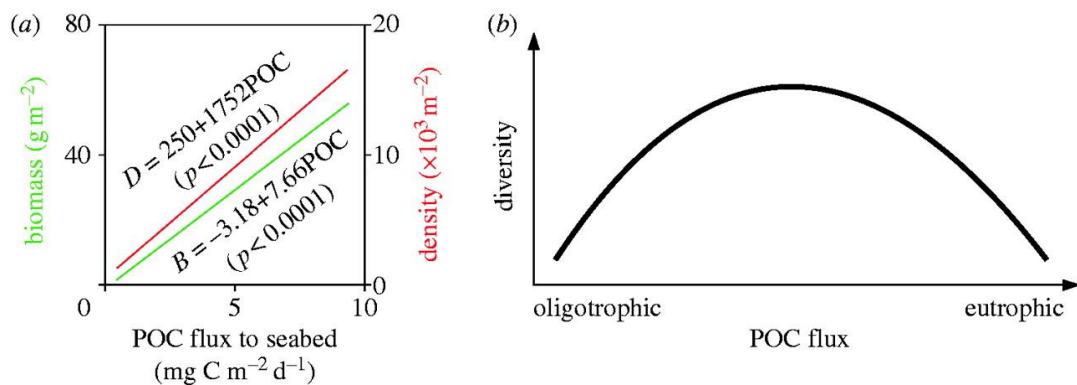 (a)
80
40
0
biomass (g m⁻²)
D = 250+1752POC
(p<0.0001)
B = −3.18+7.66POC
(p<0.0001)
20
10
0
density (×10³ m⁻²)
0 5 10
POC flux to seabed
(mg C m⁻² d⁻¹)
(b)
diversity
oligotrophic eutrophic
POC flux